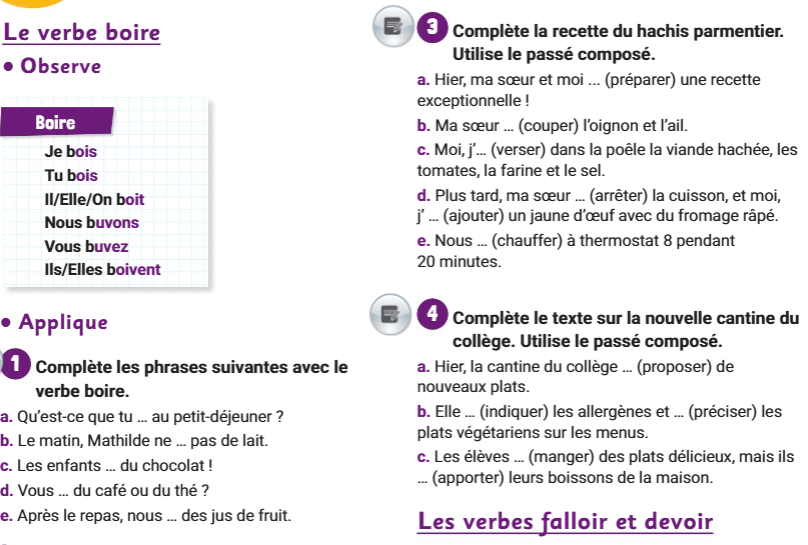 Le verbe boire
• Observe
Boire
Je bois
Tu bois
Il/Elle/On boit
Nous buvons
Vous buvez
Ils/Elles boivent
• Applique
1 Complète les phrases suivantes avec le
verbe boire.
a. Qu'est-ce que tu ... au petit-déjeuner ?
b. Le matin, Mathilde ne ... pas de lait.
c. Les enfants ... du chocolat !
d. Vous ... du café ou du thé ?
e. Après le repas, nous ... des jus de fruit.
3 Complète la recette du hachis parmentier.
Utilise le passé composé.
a. Hier, ma sœur et moi ... (préparer) une recette
exceptionnelle !
b. Ma sœur ... (couper) l'oignon et l'ail.
c. Moi, j'... (verser) dans la poêle la viande hachée, les
tomates, la farine et le sel.
d. Plus tard, ma sœur ... (arrêter) la cuisson, et moi,
j' ... (ajouter) un jaune d'œuf avec du fromage râpé.
e. Nous ... (chauffer) à thermostat 8 pendant
20 minutes.
4 Complète le texte sur la nouvelle cantine du
collège. Utilise le passé composé.
a. Hier, la cantine du collège ... (proposer) de
nouveaux plats.
b. Elle ... (indiquer) les allergènes et ... (préciser) les
plats végétariens sur les menus.
c. Les élèves ... (manger) des plats délicieux, mais ils
... (apporter) leurs boissons de la maison.
Les verbes falloir et devoir